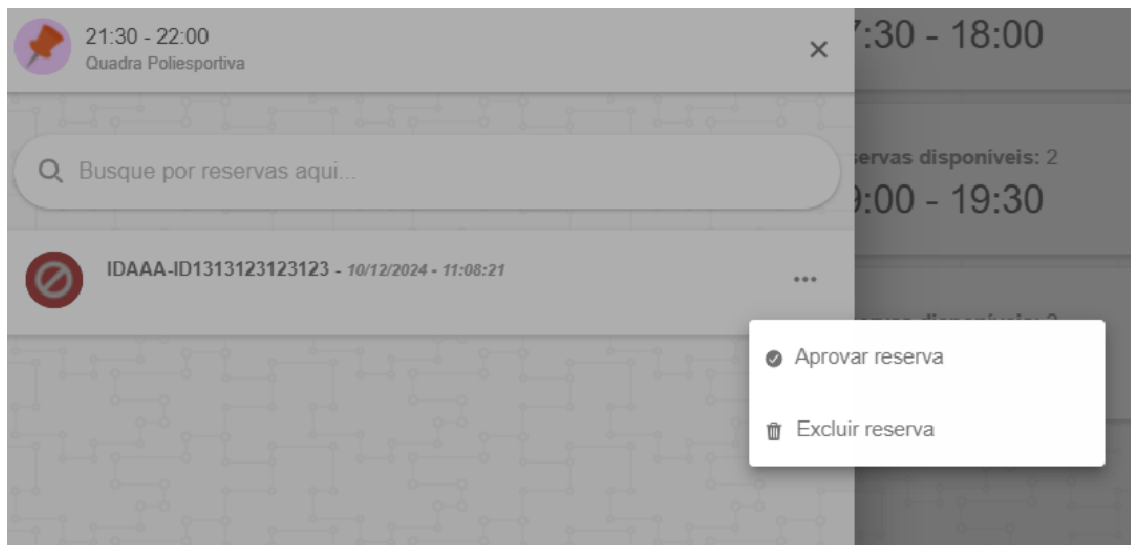 21:30 - 22:00
Quadra Poliesportiva
:30 - 18:00
Busque por reservas aqui...
servas disponíveis: 2
:00 - 19:30
IDAAA-ID1313123123123 - 10/12/2024 - 11:08:21
Aprovar reserva
Excluir reserva